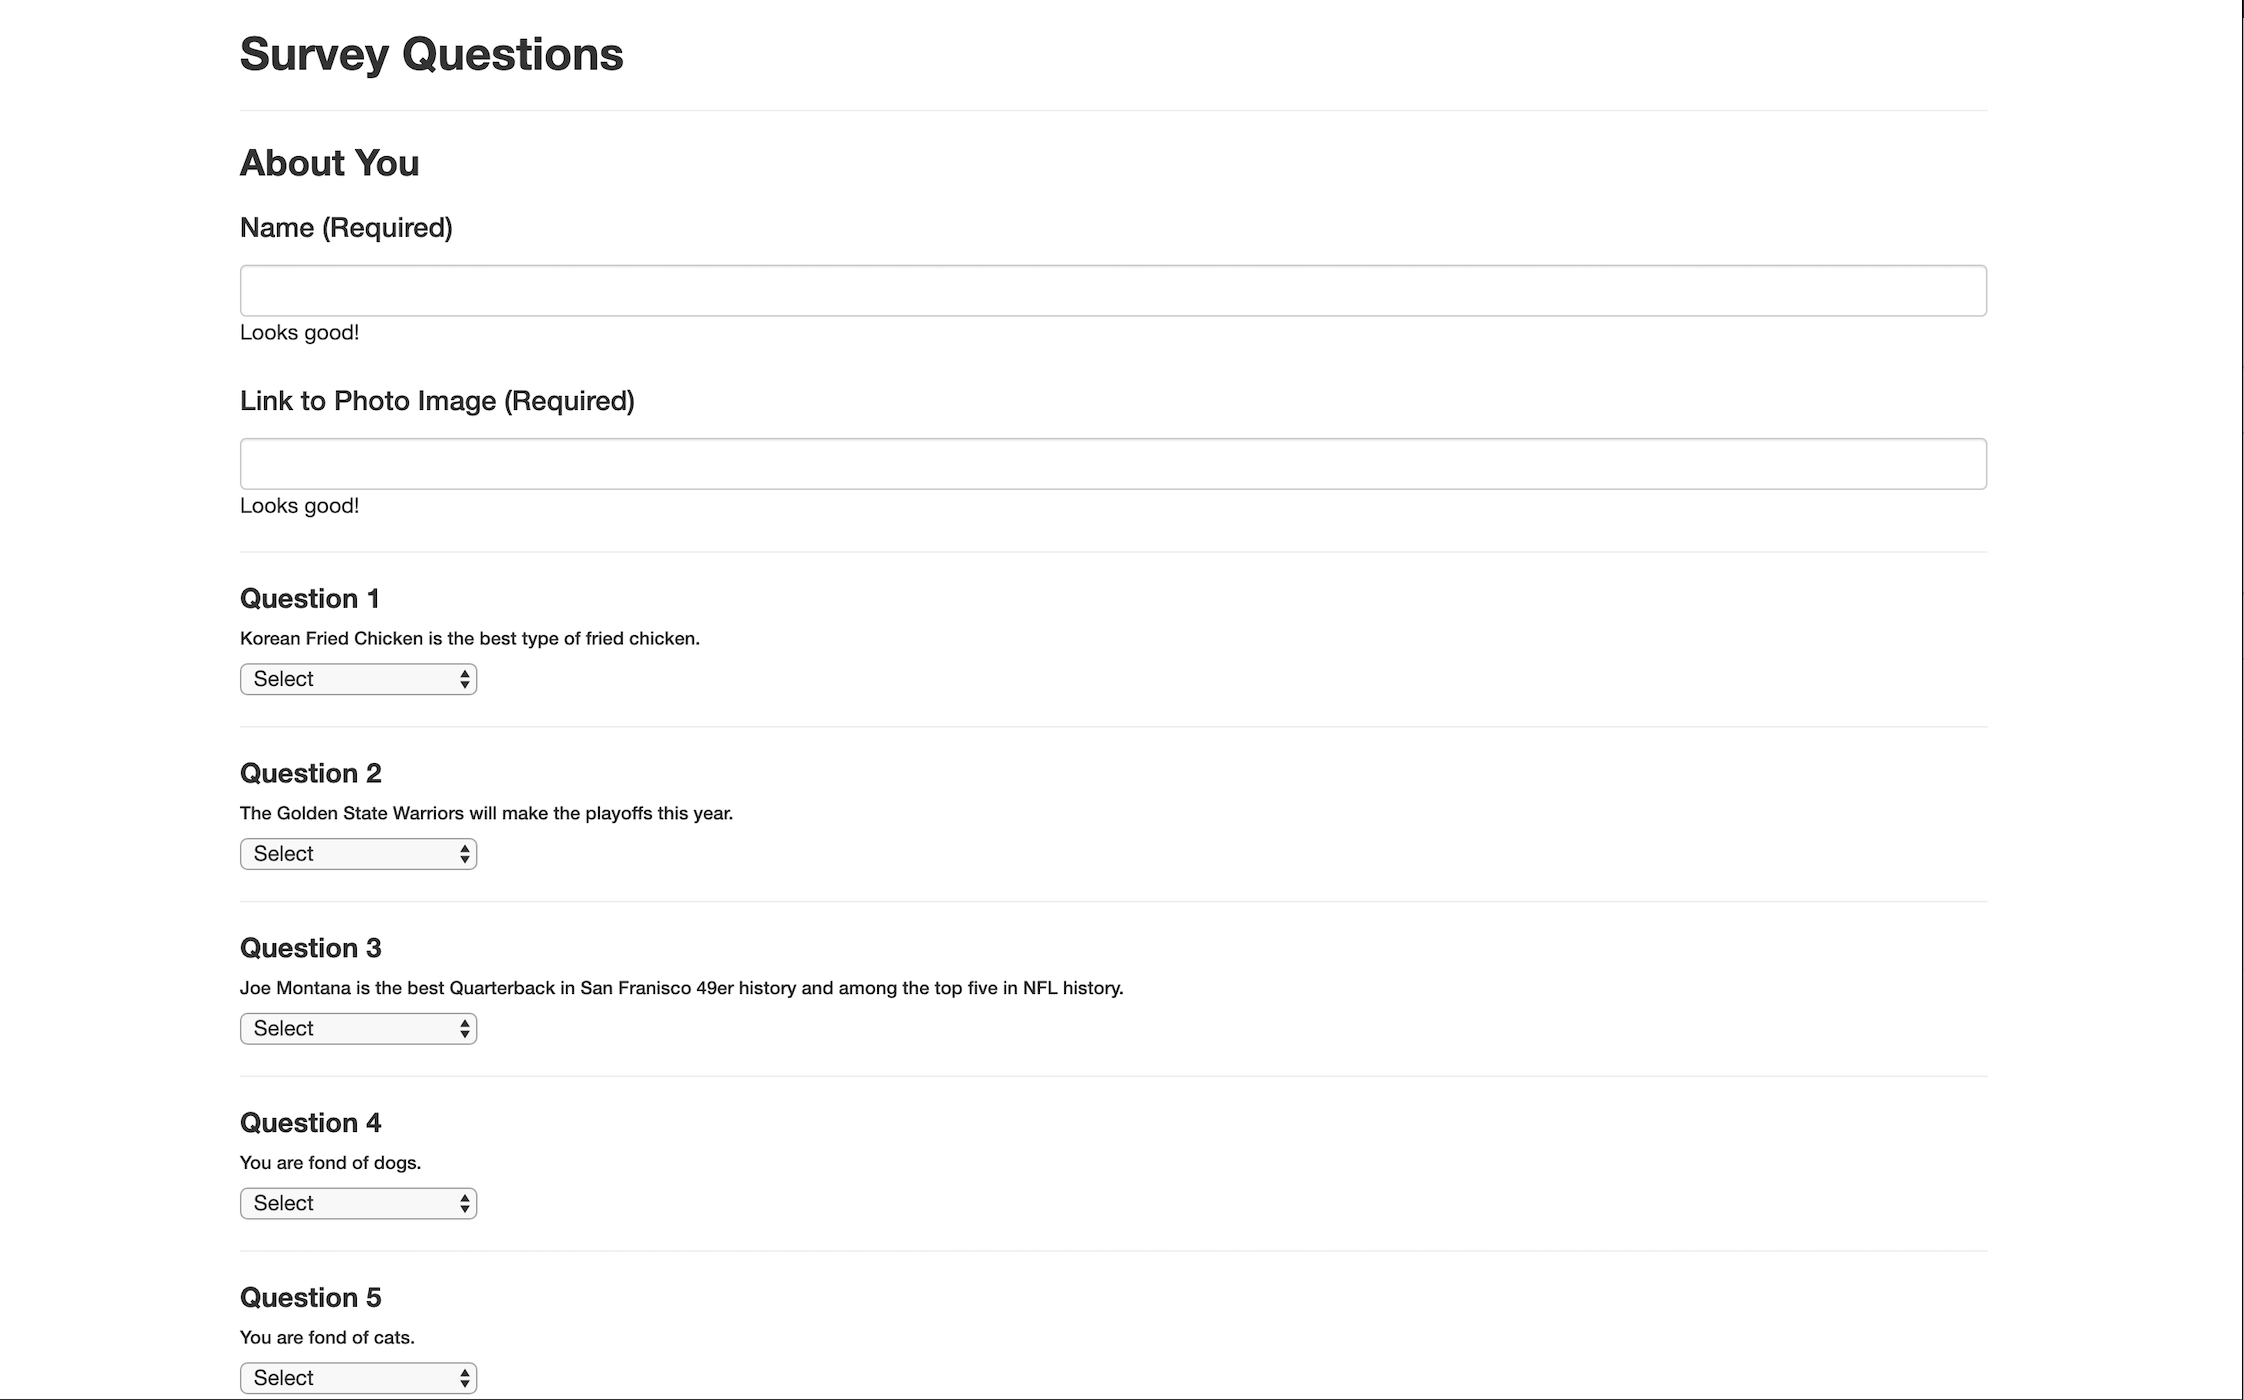 Survey Questions
About You
Name (Required)
Looks good!
Link to Photo Image (Required)
Looks good!
Question 1
Korean Fried Chicken is the best type of fried chicken.
Select
Question 2
The Golden State Warriors will make the playoffs this year.
Select
Question 3
Joe Montana is the best Quarterback in San Franisco 49er history and among the top five in NFL history.
Select
Question 4
You are fond of dogs.
Select
Question 5
You are fond of cats.
Select